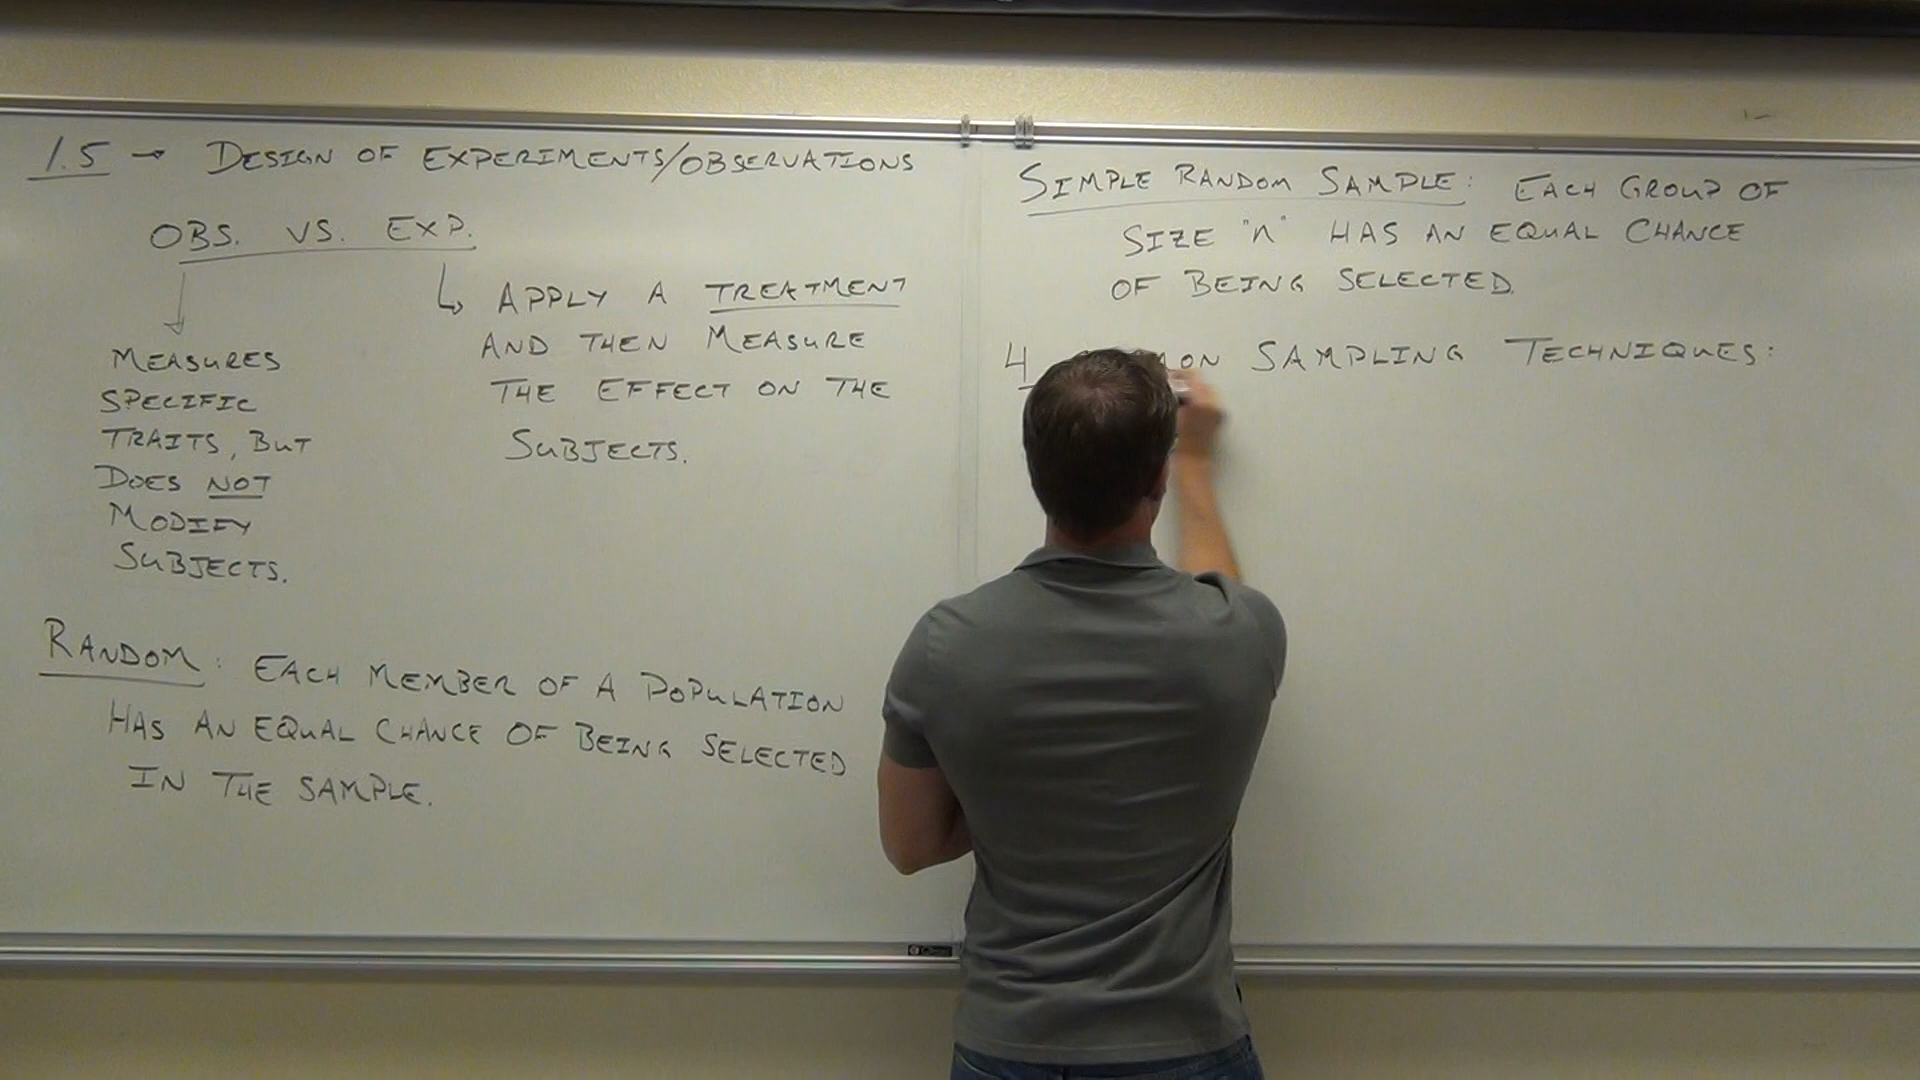 1.5 → DESIGN OF EXPERIMENTS/OBSERVATIONS
OBS. VS. EXP.
MEASURES
SPECIFIC
TRAITS, BUT
DOES NOT
MODIFY
SUBJECTS.
↳ APPLY A TREATMENT
AND THEN MEASURE
THE EFFECT ON THE
SUBJECTS.
RANDOM: EACH MEMBER OF A POPULATION
HAS AN EQUAL CHANCE OF BEING SELECTED
IN THE SAMPLE.
SIMPLE RANDOM SAMPLE: EACH GROUP OF
SIZE "n" HAS AN EQUAL CHANCE
OF BEING SELECTED.
4 SAMPLING TECHNIQUES: